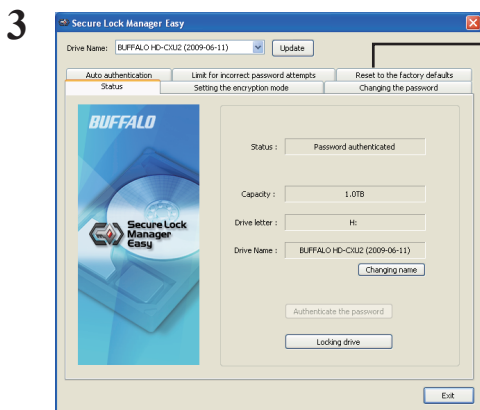 3
Secure Lock Manager Easy
Drive Name: BUFFALO HD-CXU2 (2009-06-11) Update
Auto authentication Limit for incorrect password attempts Reset to the factory defaults
Status Setting the encryption mode Changing the password
BUFFALO
Secure Lock
Manager
Easy
Status : Password authenticated
Capacity : 1.0TB
Drive letter : H:
Drive Name : BUFFALO HD-CXU2 (2009-06-11)
Changing name
Authenticate the password
Locking drive
Exit